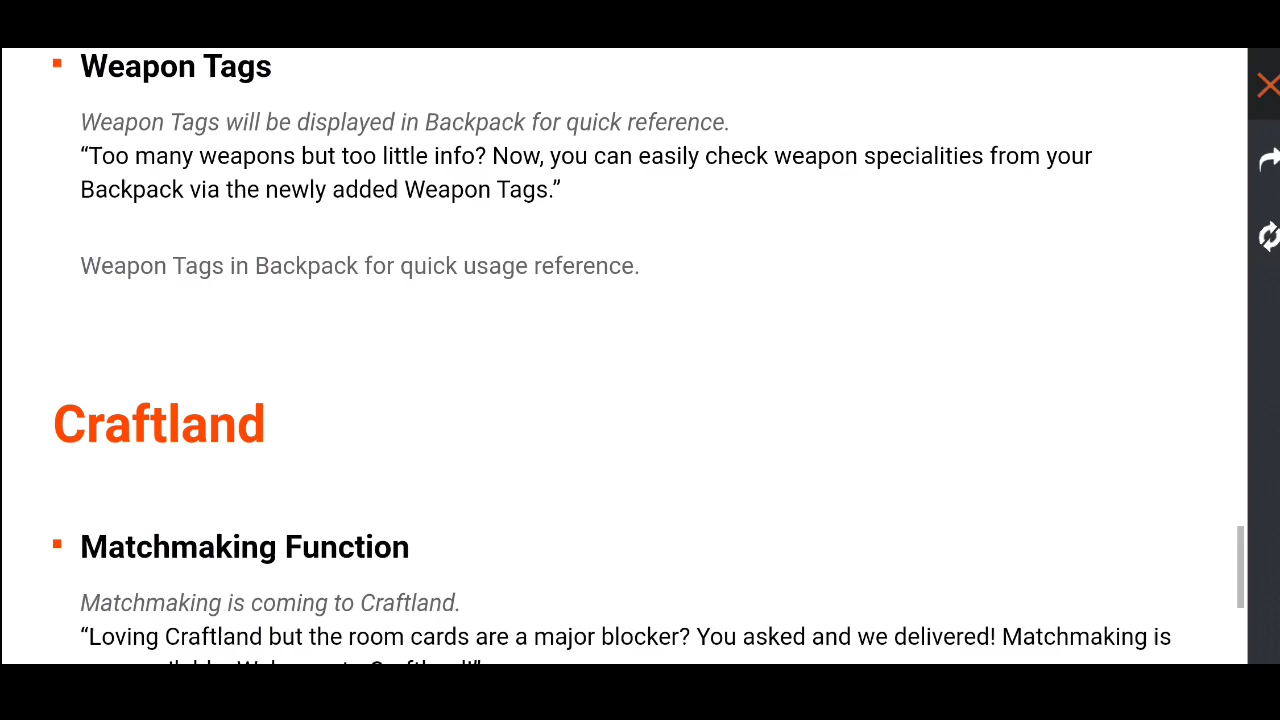 Weapon Tags
Weapon Tags will be displayed in Backpack for quick reference.
“Too many weapons but too little info? Now, you can easily check weapon specialities from your
Backpack via the newly added Weapon Tags.”
Weapon Tags in Backpack for quick usage reference.
Craftland
Matchmaking Function
Matchmaking is coming to Craftland.
“Loving Craftland but the room cards are a major blocker? You asked and we delivered! Matchmaking is